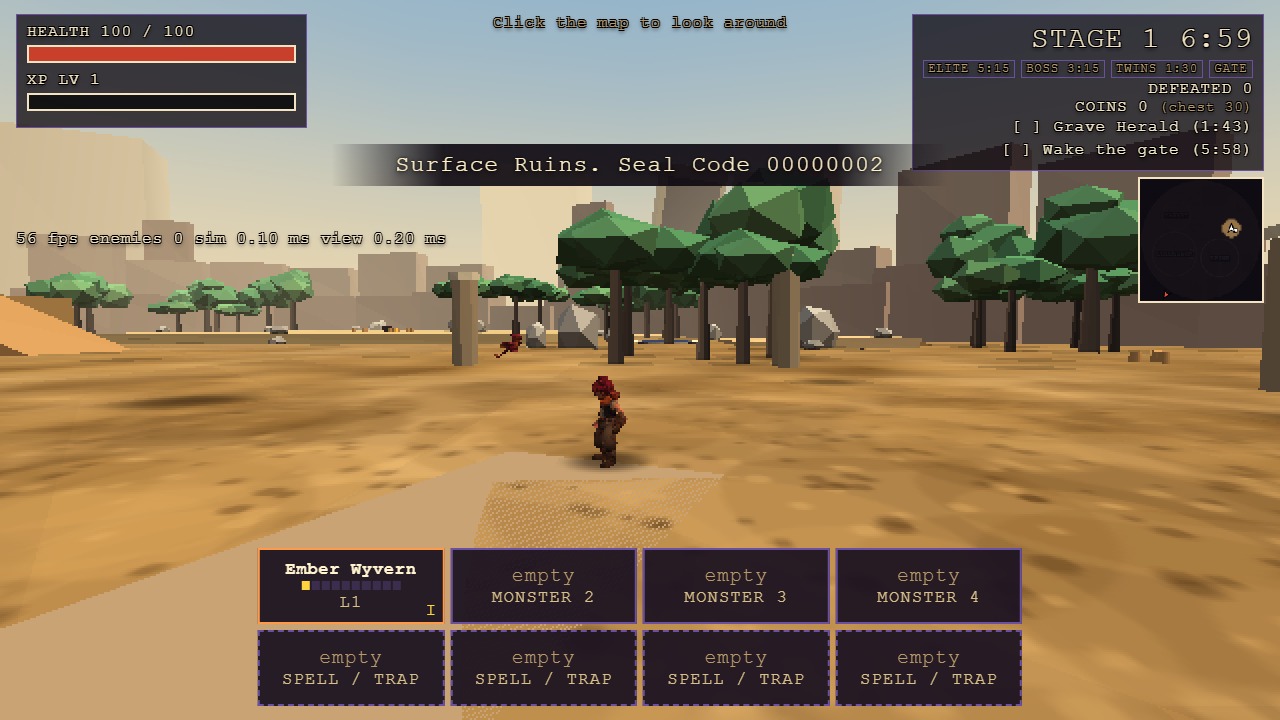 HEALTH 100 / 100
XP LV 1
Click the map to look around
STAGE 1 6:59
ELITE 5:15 BOSS 3:15 TWINS 1:30 GATE
DEFEATED 0
COINS 0 (chest 30)
[ ] Grave Herald (1:43)
[ ] Wake the gate (5:58)
Surface Ruins. Seal Code 00000002
56 fps enemies 0 sim 0.10 ms view 0.20 ms
Ember Wyvern
L1
I
empty
MONSTER 2
empty
MONSTER 3
empty
MONSTER 4
empty
SPELL / TRAP
empty
SPELL / TRAP
empty
SPELL / TRAP
empty
SPELL / TRAP